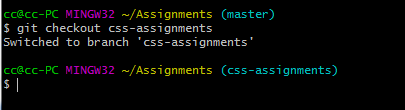 cc@cc-PC MINGW32 ~/Assignments (master)
$ git checkout css-assignments
Switched to branch 'css-assignments'
cc@cc-PC MINGW32 ~/Assignments (css-assignments)
$